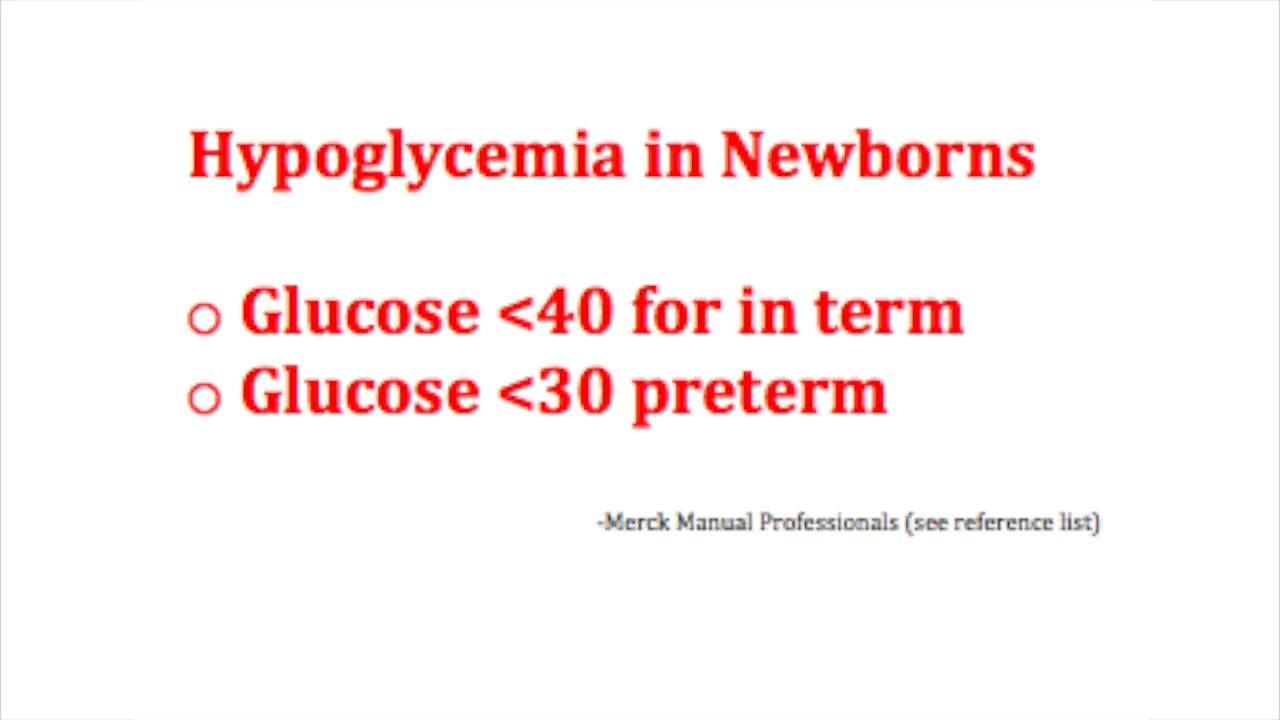 Hypoglycemia in Newborns
o Glucose <40 for in term
o Glucose <30 preterm
-Merck Manual Professionals (see reference list)